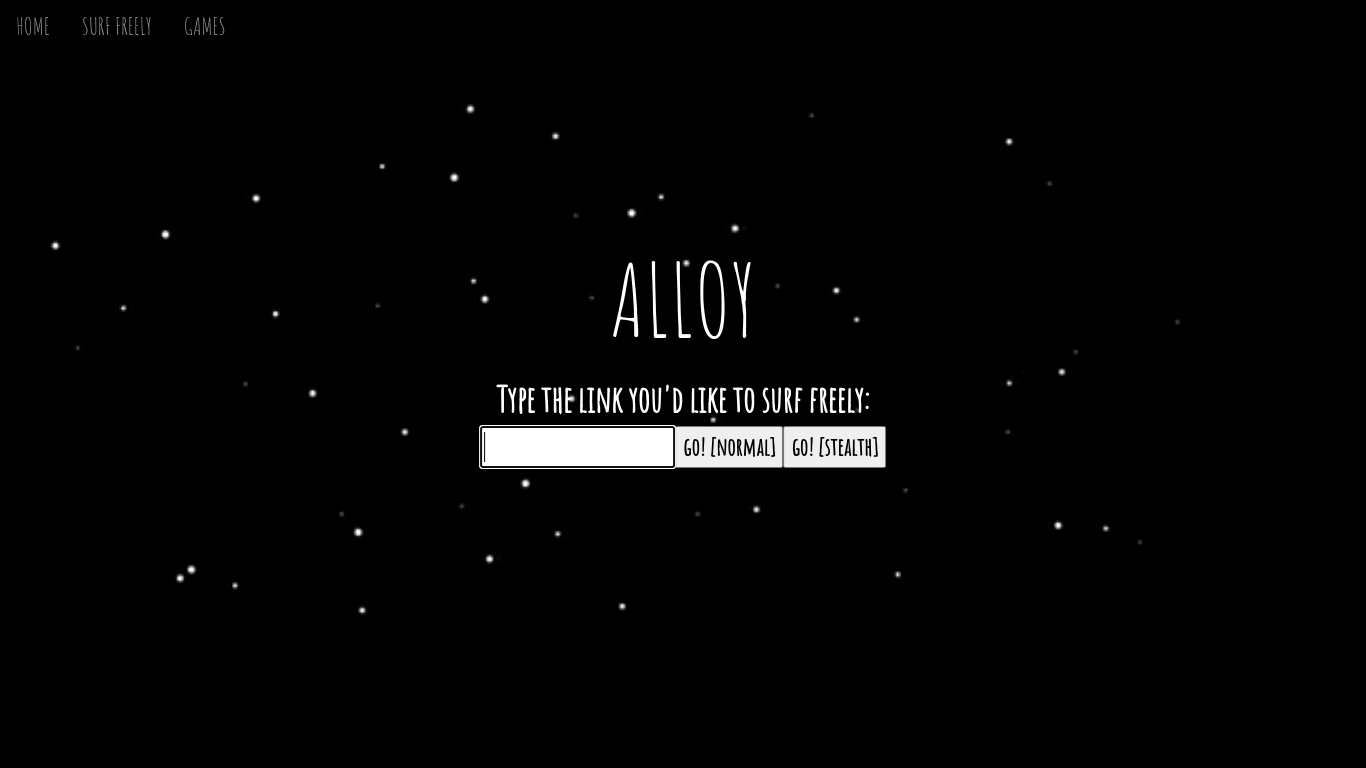 HOME SURF FREELY GAMES
ALLOY
Type the link you'd like to surf freely:
GO! [NORMAL] GO! [STEALTH]